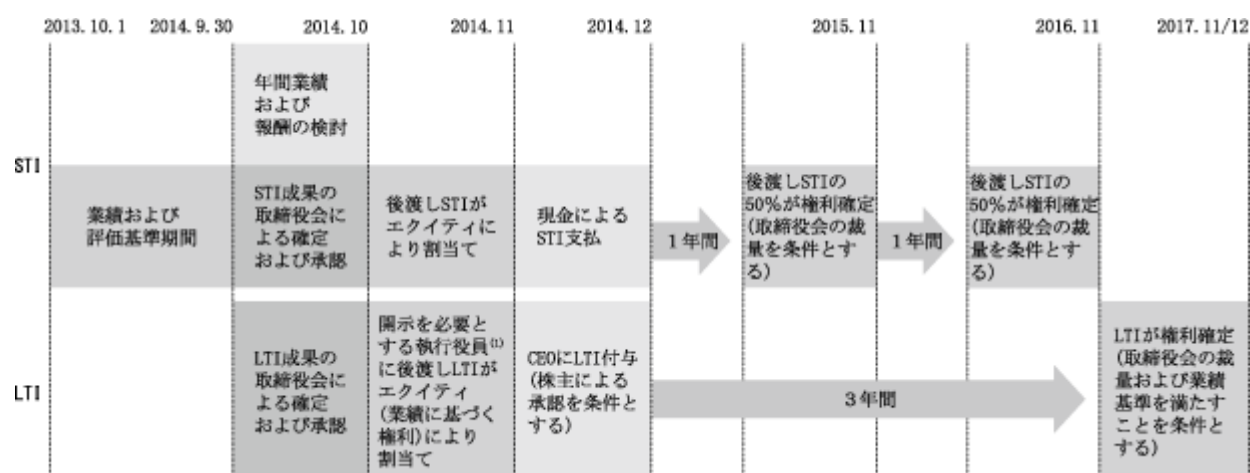 2013.10.1
2014.9.30
2014.10
2014.11
2014.12
2015.11
2016.11
2017.11/12
年間業績
および
報酬の検討
STI
業績および
評価基準期間
STI成果の
取締役会に
よる確定
および承認
後渡しSTIが
エクイティに
より割当て
現金による
STI支払
1年間
後渡しSTIの
50%が権利確定
(取締役会の裁
量を条件とす
る)
1年間
後渡しSTIの
50%が権利確定
(取締役会の裁
量を条件とす
る)
LTI
LTI成果の
取締役会に
よる確定
および承認
開示を必要と
する執行役員(1)
に後渡しLTIが
エクイティ
(業績に基づく
権利)により
割当て
CEOにLTI付与
(株主による
承認を条件と
する)
3年間
LTIが権利確定
(取締役会の裁
量および業績
基準を満たす
ことを条件と
する)